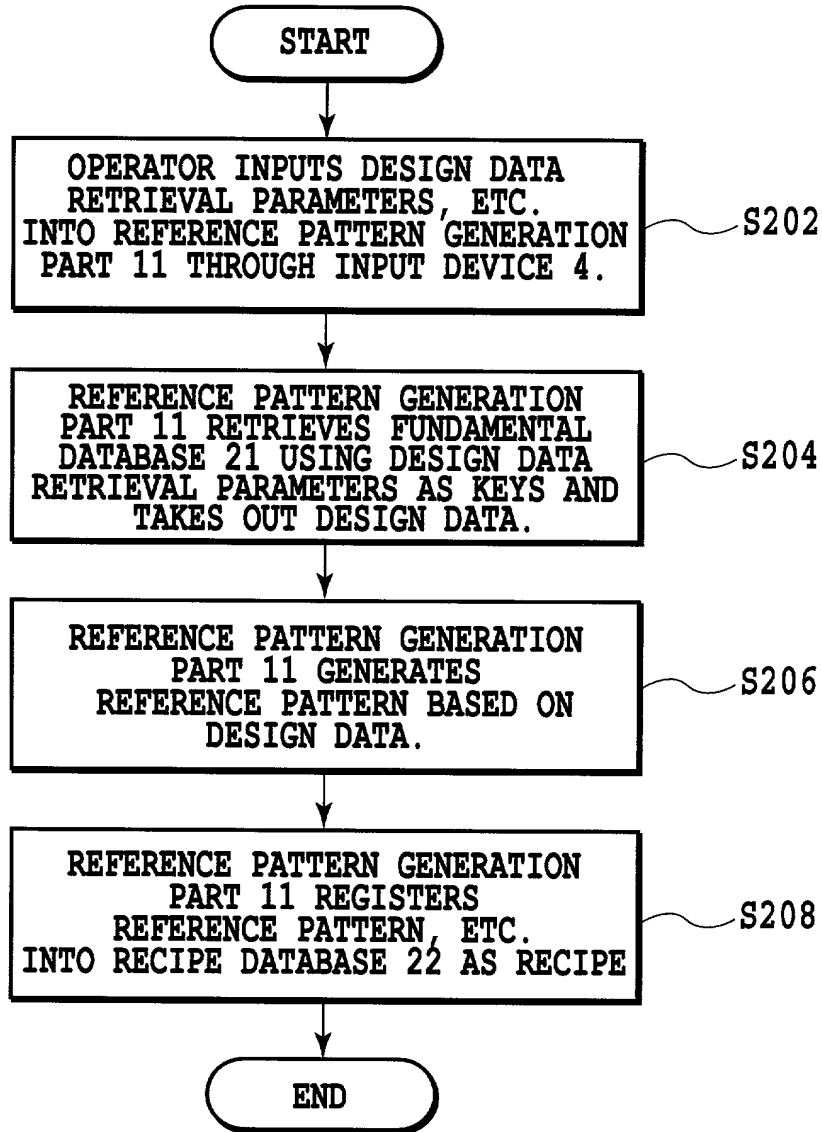 START
OPERATOR INPUTS DESIGN DATA
RETRIEVAL PARAMETERS, ETC.
INTO REFERENCE PATTERN GENERATION
PART 11 THROUGH INPUT DEVICE 4.
S202
REFERENCE PATTERN GENERATION
PART 11 RETRIEVES FUNDAMENTAL
DATABASE 21 USING DESIGN DATA
RETRIEVAL PARAMETERS AS KEYS AND
TAKES OUT DESIGN DATA.
S204
REFERENCE PATTERN GENERATION
PART 11 GENERATES
REFERENCE PATTERN BASED ON
DESIGN DATA.
S206
REFERENCE PATTERN GENERATION
PART 11 REGISTERS
REFERENCE PATTERN, ETC.
INTO RECIPE DATABASE 22 AS RECIPE
S208
END